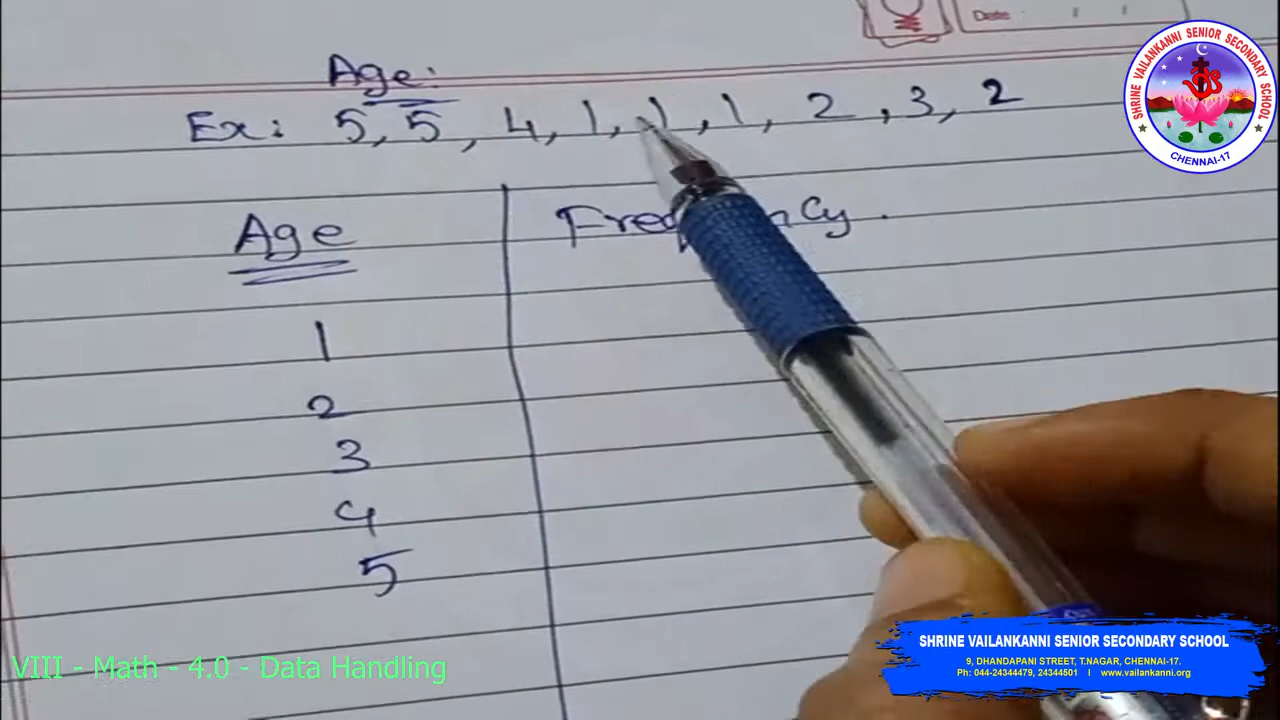 Date
Age:
Ex: 5, 5, 4, 1, 1, 1, 2, 3, 2
Age Frequency.
1
2
3
4
5
SHRINE VAILANKANNI SENIOR SECONDARY SCHOOL
CHENNAI-17
VIII - Math - 4.0 - Data Handling
SHRINE VAILANKANNI SENIOR SECONDARY SCHOOL
9, DHANDAPANI STREET, T.NAGAR, CHENNAI-17.
Ph: 044-24344479, 24344501 I www.vailankanni.org